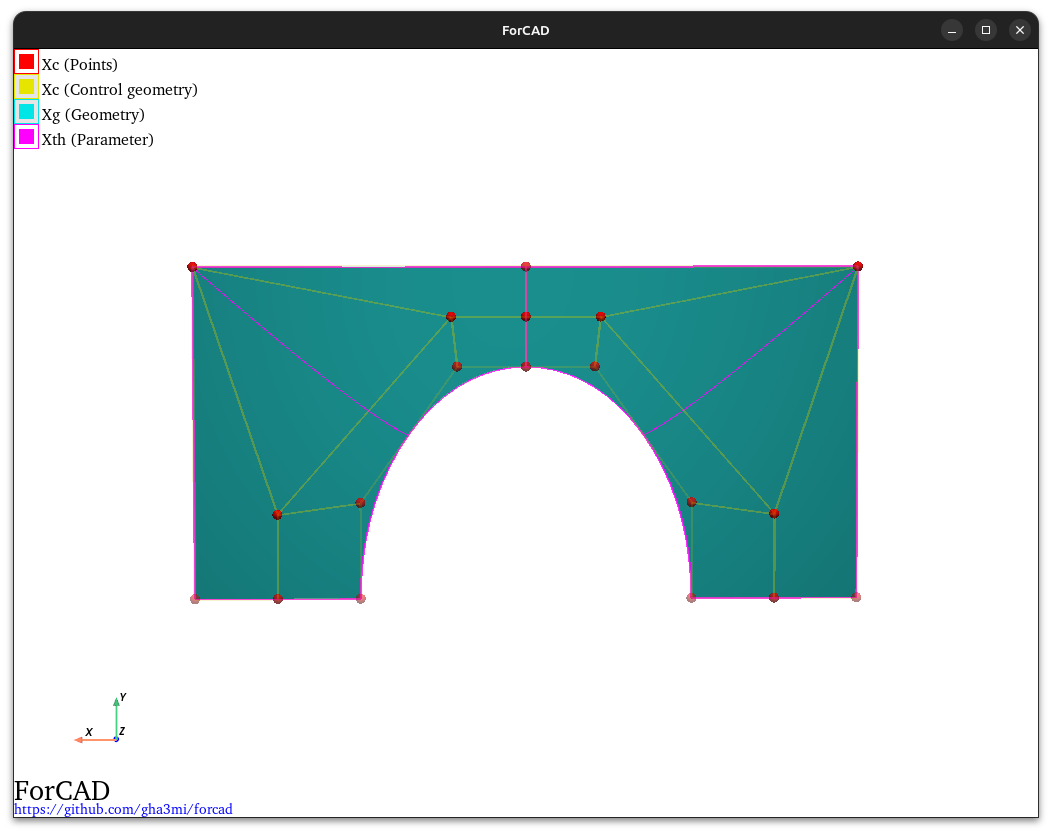 ForCAD
Xc (Points)
Xc (Control geometry)
Xg (Geometry)
Xth (Parameter)
Y
X
Z
ForCAD
https://github.com/gha3mi/forcad